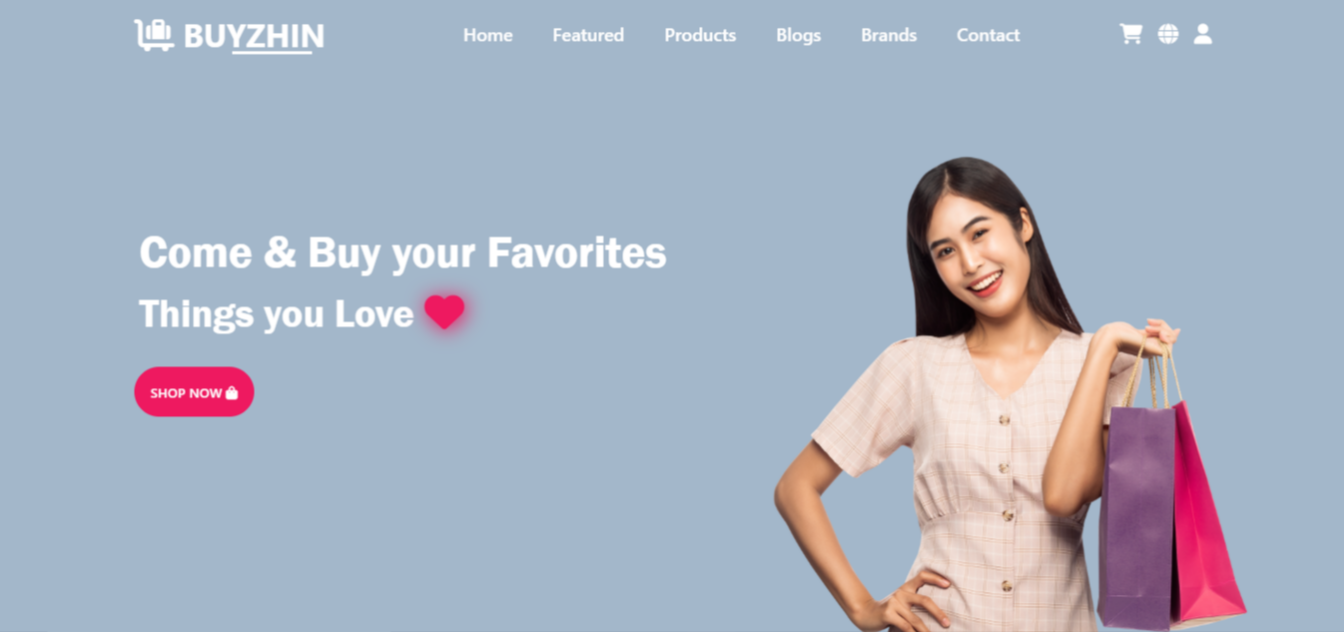 BUYZHIN Home Featured Products Blogs Brands Contact
Come & Buy your Favorites
Things you Love
SHOP NOW